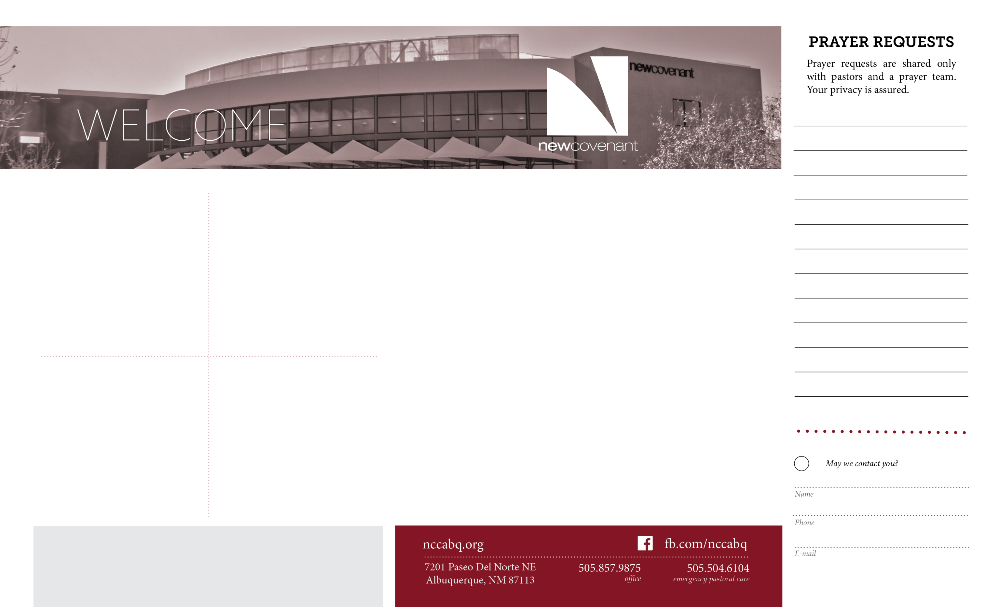 7200
WELCOME
newcovenant
newcovenant
PRAYER REQUESTS
Prayer requests are shared only
with pastors and a prayer team.
Your privacy is assured.
May we contact you?
Name
Phone
E-mail
nccabq.org
fb.com/nccabq
7201 Paseo Del Norte NE
Albuquerque, NM 87113
505.857.9875
office
505.504.6104
emergency pastoral care